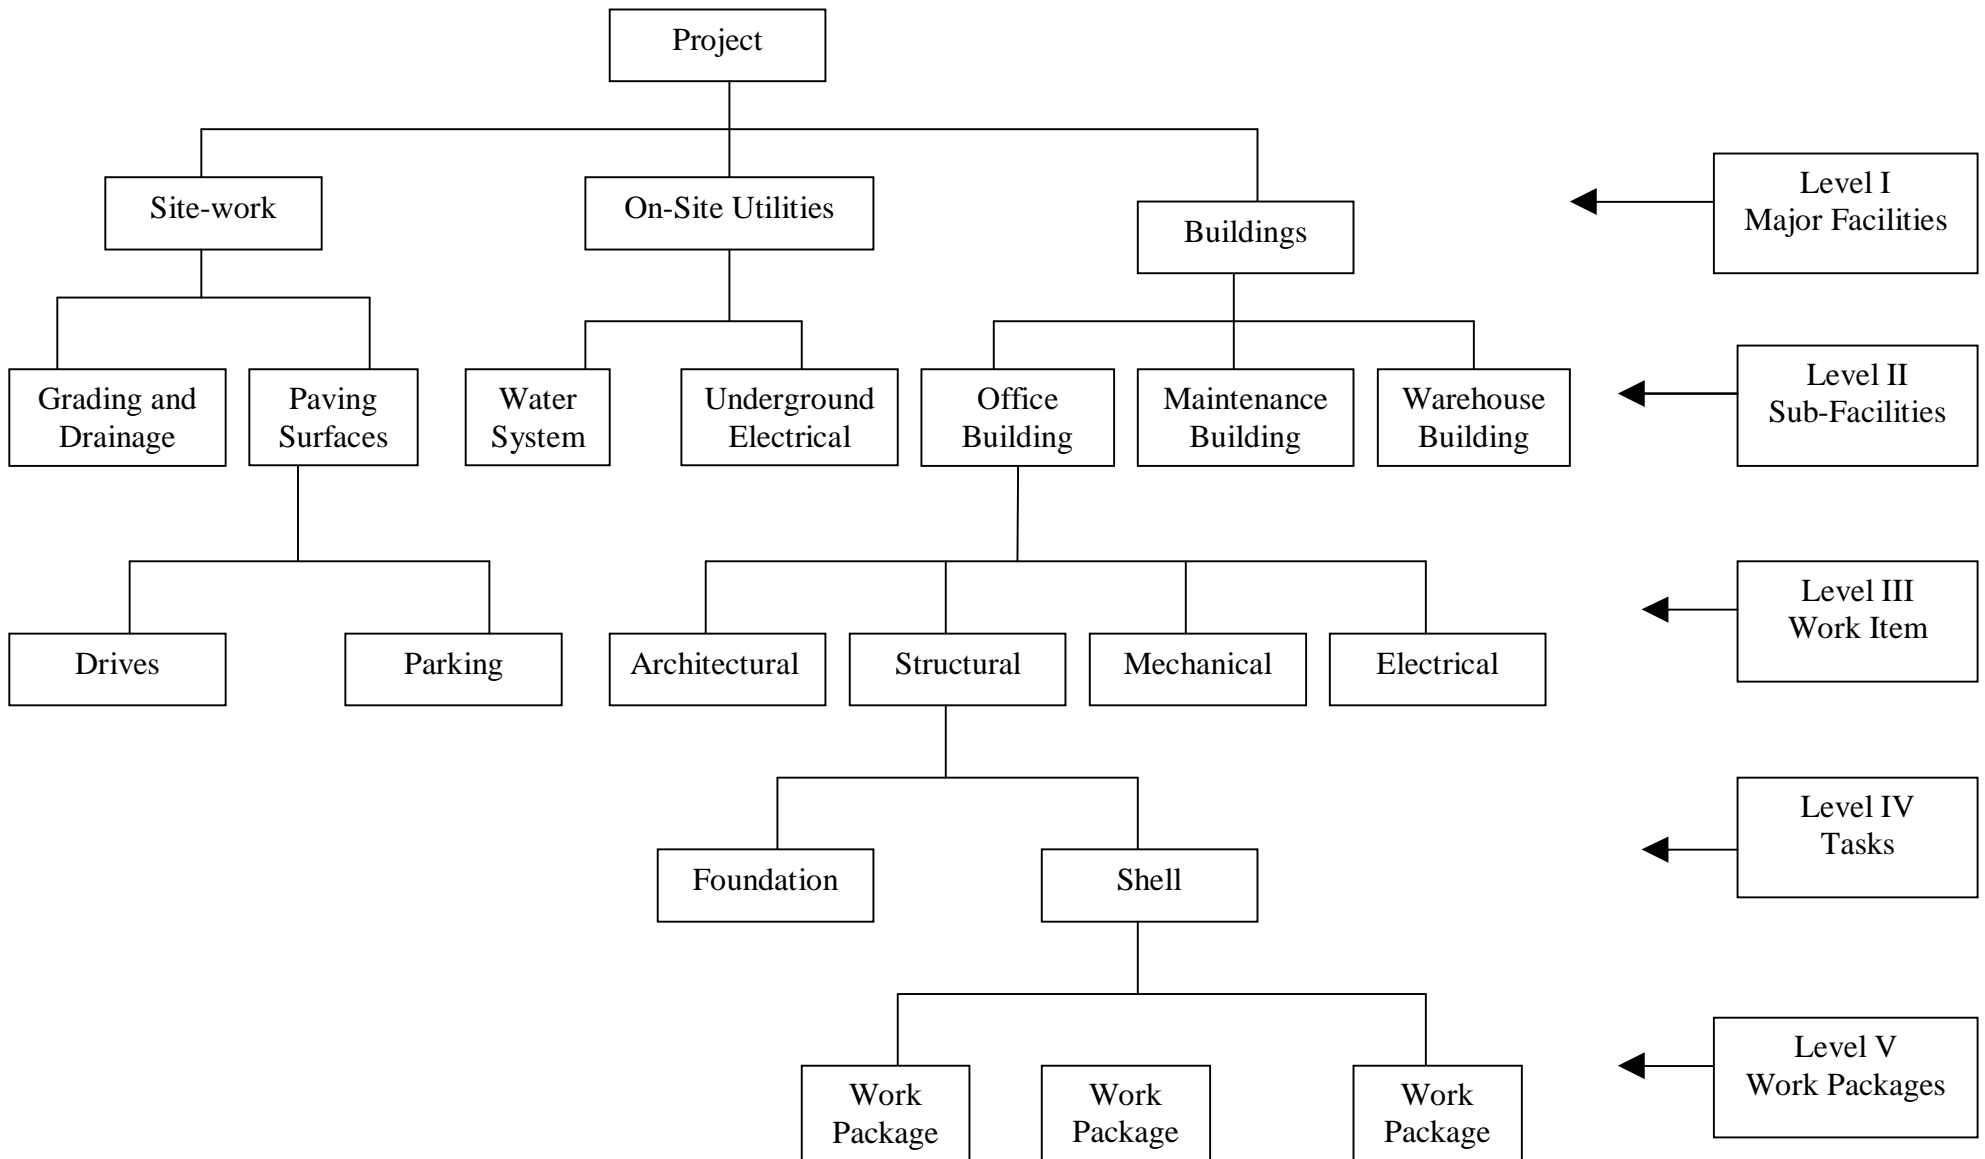 Project
Site-work
On-Site Utilities
Buildings
Level I
Major Facilities
Grading and
Drainage
Paving
Surfaces
Water
System
Underground
Electrical
Office
Building
Maintenance
Building
Warehouse
Building
Level II
Sub-Facilities
Drives
Parking
Architectural
Structural
Mechanical
Electrical
Level III
Work Item
Foundation
Shell
Level IV
Tasks
Work
Package
Work
Package
Work
Package
Level V
Work Packages